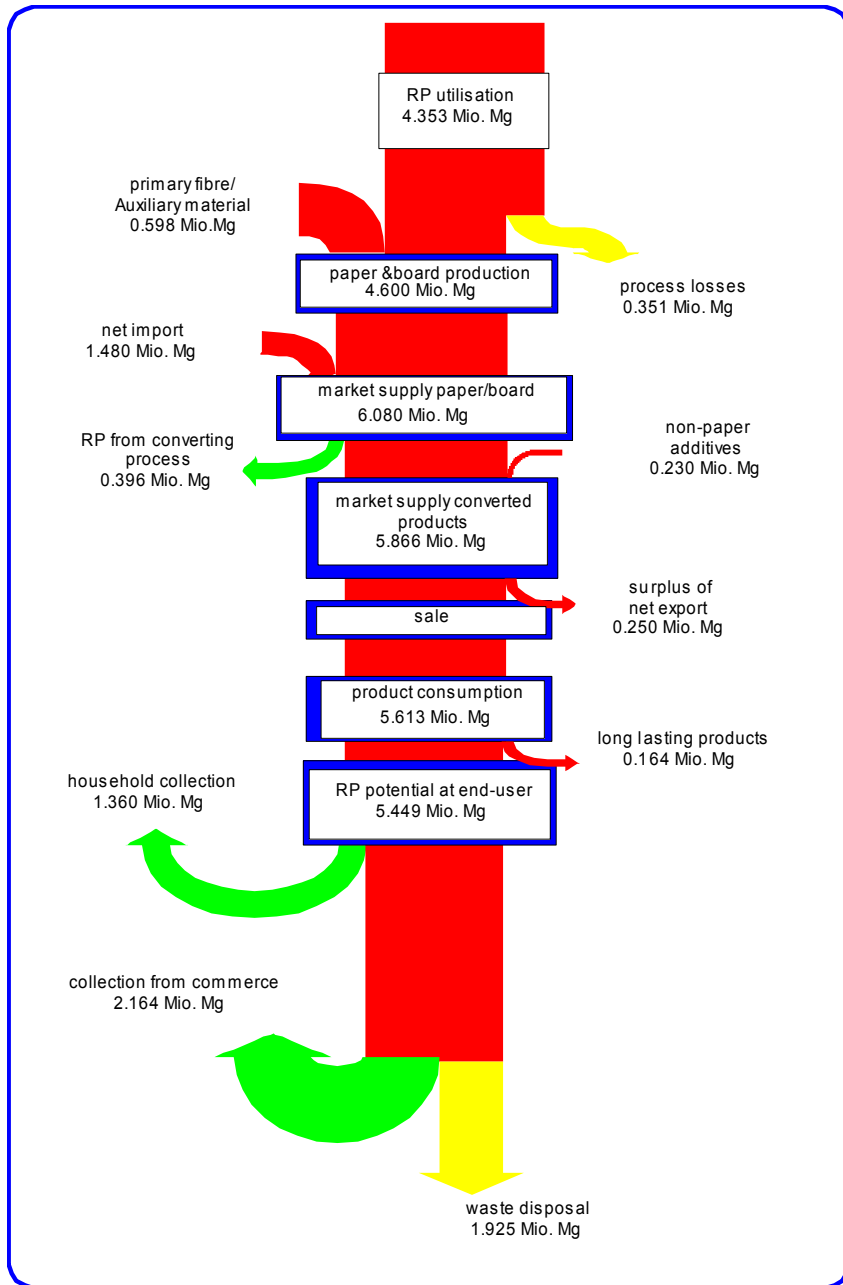 RP utilisation
4.353 Mio. Mg
primary fibre/
Auxiliary material
0.598 Mio.Mg
paper &board production
4.600 Mio. Mg
process losses
0.351 Mio. Mg
net import
1.480 Mio. Mg
market supply paper/board
6.080 Mio. Mg
RP from converting
process
0.396 Mio. Mg
non-paper
additives
0.230 Mio. Mg
market supply converted
products
5.866 Mio. Mg
surplus of
net export
0.250 Mio. Mg
sale
product consumption
5.613 Mio. Mg
long lasting products
0.164 Mio. Mg
household collection
1.360 Mio. Mg
RP potential at end-user
5.449 Mio. Mg
collection from commerce
2.164 Mio. Mg
waste disposal
1.925 Mio. Mg